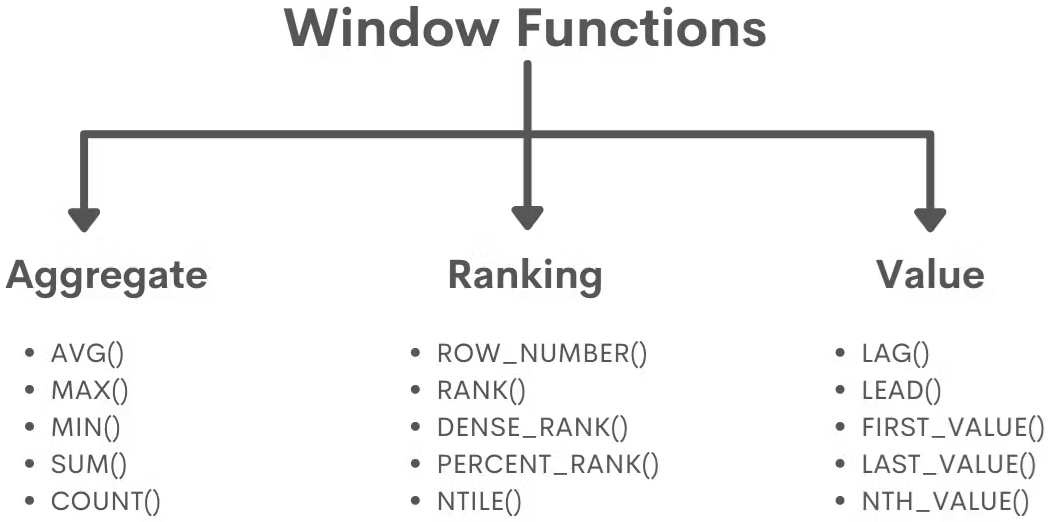 Window Functions
Aggregate
• AVG()
• MAX()
• MIN()
• SUM()
• COUNT()
Ranking
• ROW_NUMBER()
• RANK()
• DENSE_RANK()
• PERCENT_RANK()
• NTILE()
Value
• LAG()
• LEAD()
• FIRST_VALUE()
• LAST_VALUE()
• NTH_VALUE()